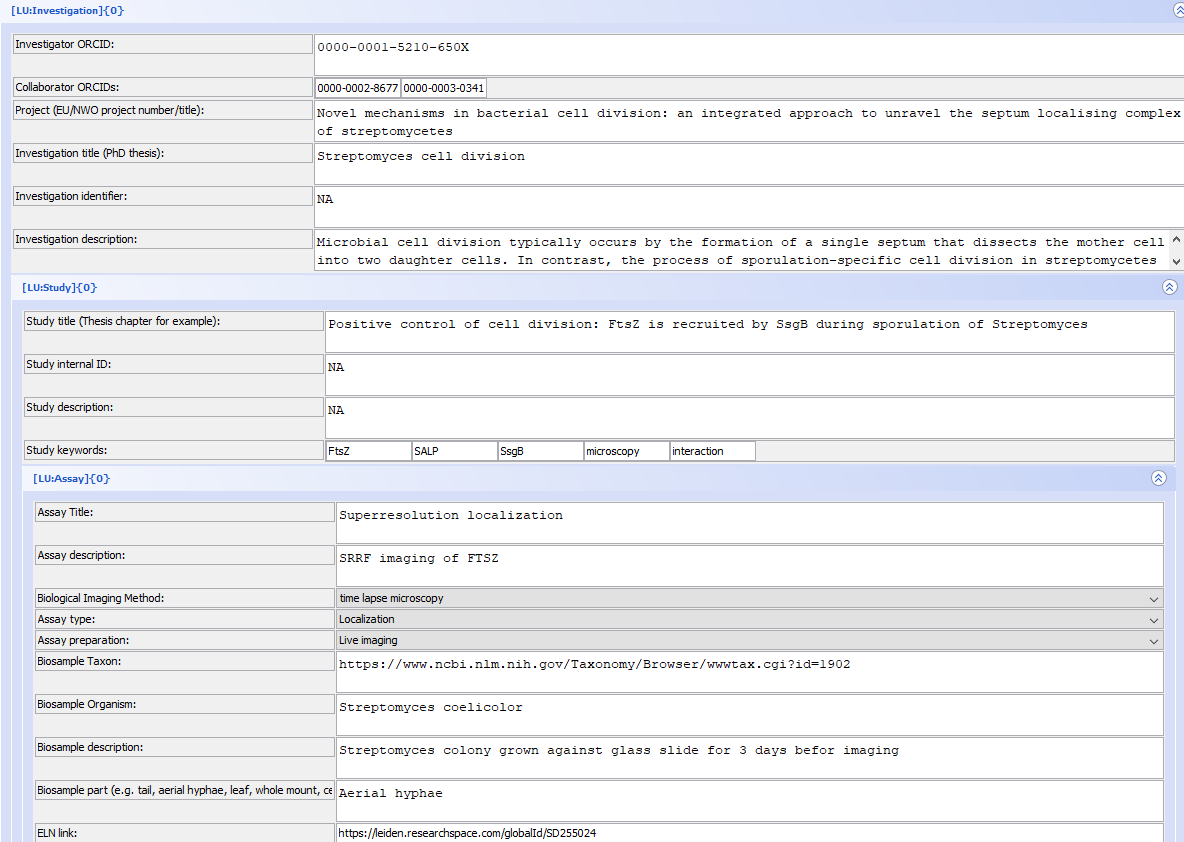 [LU:Investigation]{0}
Investigator ORCID:
0000-0001-5210-650X
Collaborator ORCIDs:
0000-0002-8677 0000-0003-0341
Project (EU/NWO project number/title):
Novel mechanisms in bacterial cell division: an integrated approach to unravel the septum localising complex
of streptomycetes
Investigation title (PhD thesis):
Streptomyces cell division
Investigation identifier:
NA
Investigation description:
Microbial cell division typically occurs by the formation of a single septum that dissects the mother cell
into two daughter cells. In contrast, the process of sporulation-specific cell division in streptomycetes
[LU:Study]{0}
Study title (Thesis chapter for example):
Positive control of cell division: FtsZ is recruited by SsgB during sporulation of Streptomyces
Study internal ID:
NA
Study description:
NA
Study keywords:
FtsZ SALP SsgB microscopy interaction
[LU:Assay]{0}
Assay Title:
Superresolution localization
Assay description:
SRRF imaging of FTSZ
Biological Imaging Method:
time lapse microscopy
Assay type:
Localization
Assay preparation:
Live imaging
Biosample Taxon:
https://www.ncbi.nlm.nih.gov/Taxonomy/Browser/wwwtax.cgi?id=1902
Biosample Organism:
Streptomyces coelicolor
Biosample description:
Streptomyces colony grown against glass slide for 3 days befor imaging
Biosample part (e.g. tail, aerial hyphae, leaf, whole mount, ce
Aerial hyphae
ELN link:
https://leiden.researchspace.com/globalId/SD255024